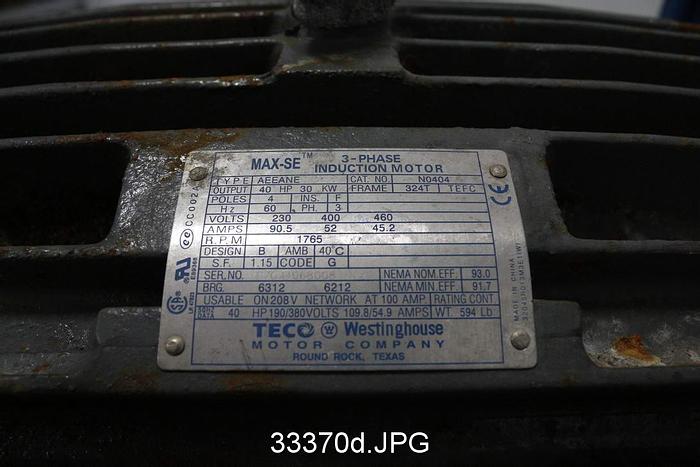 MAX-SE™ 3-PHASE INDUCTION MOTOR
TYPE AEEANE CAT. NO. N0404
OUTPUT 40 HP 30 KW FRAME 324T TEFC
POLES 4 INS. F
Hz 60 PH. 3
VOLTS 230 400 460
AMPS 90.5 52 45.2
R.P.M 1765
DESIGN B AMB 40°C
S.F. 1.15 CODE G
SER.NO. NEMA NOM.EFF. 93.0
BRG. 6312 6212 NEMA MIN.EFF. 91.7
USABLE ON 208V NETWORK AT 100 AMP RATING CONT
50HZ DATA 40 HP 190/380VOLTS 109.8/54.9 AMPS WT. 594 Lb
TECO W Westinghouse
MOTOR COMPANY
ROUND ROCK, TEXAS
CC002A
CE
MADE IN CHINA
33370d.JPG